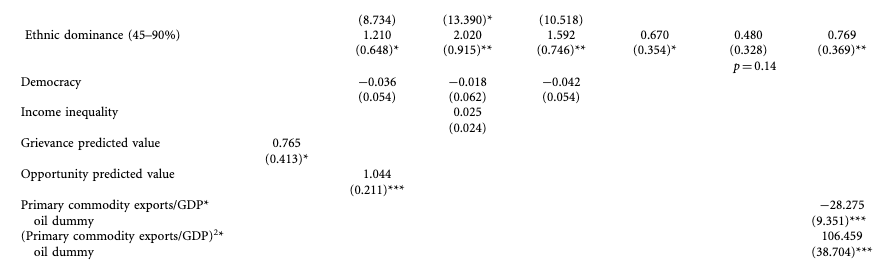 (8.734) (13.390)* (10.518)
Ethnic dominance (45–90%) 1.210 2.020 1.592 0.670 0.480 0.769
(0.648)* (0.915)** (0.746)** (0.354)* (0.328) (0.369)**
p = 0.14
Democracy −0.036 −0.018 −0.042
(0.054) (0.062) (0.054)
Income inequality 0.025
(0.024)
Grievance predicted value 0.765
(0.413)*
Opportunity predicted value 1.044
(0.211)***
Primary commodity exports/GDP* −28.275
oil dummy (9.351)***
(Primary commodity exports/GDP)²* 106.459
oil dummy (38.704)***